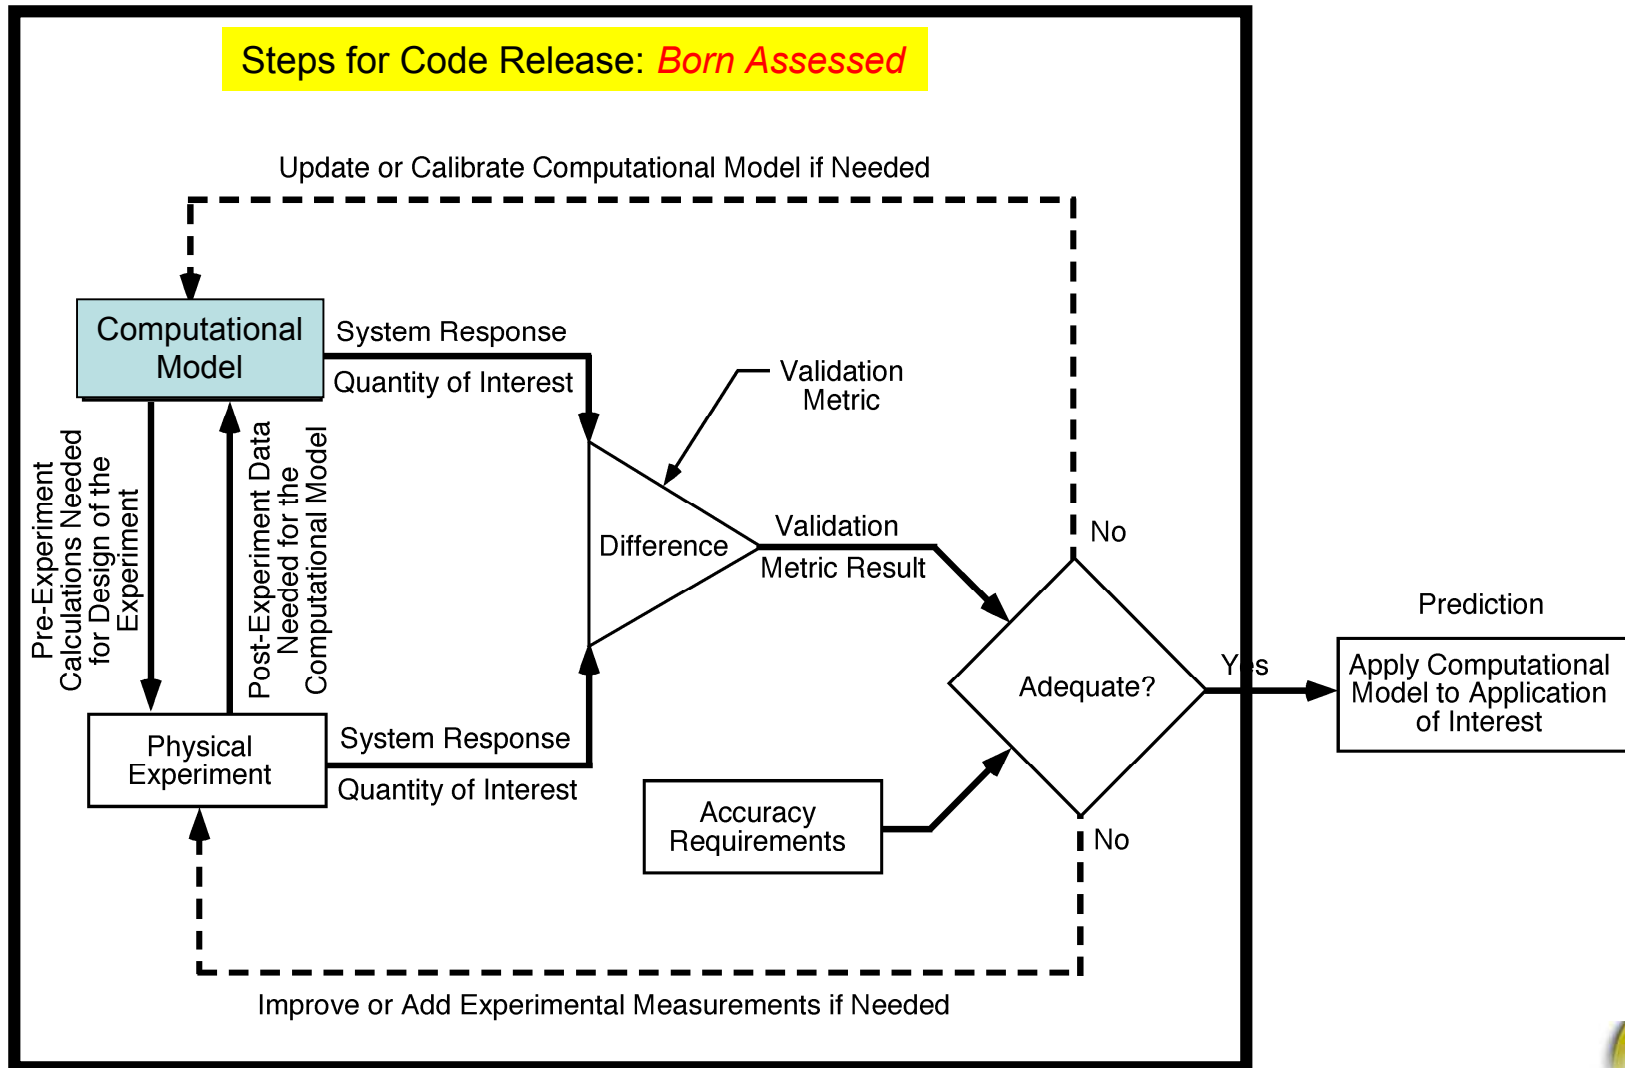 Steps for Code Release: Born Assessed
Update or Calibrate Computational Model if Needed
Computational
Model
System Response
Quantity of Interest
Validation
Metric
Pre-Experiment
Calculations Needed
for Design of the
Experiment
Post-Experiment Data
Needed for the
Computational Model
Difference
Validation
Metric Result
No
Prediction
Yes
Apply Computational
Model to Application
of Interest
Adequate?
Physical
Experiment
System Response
Quantity of Interest
Accuracy
Requirements
No
Improve or Add Experimental Measurements if Needed